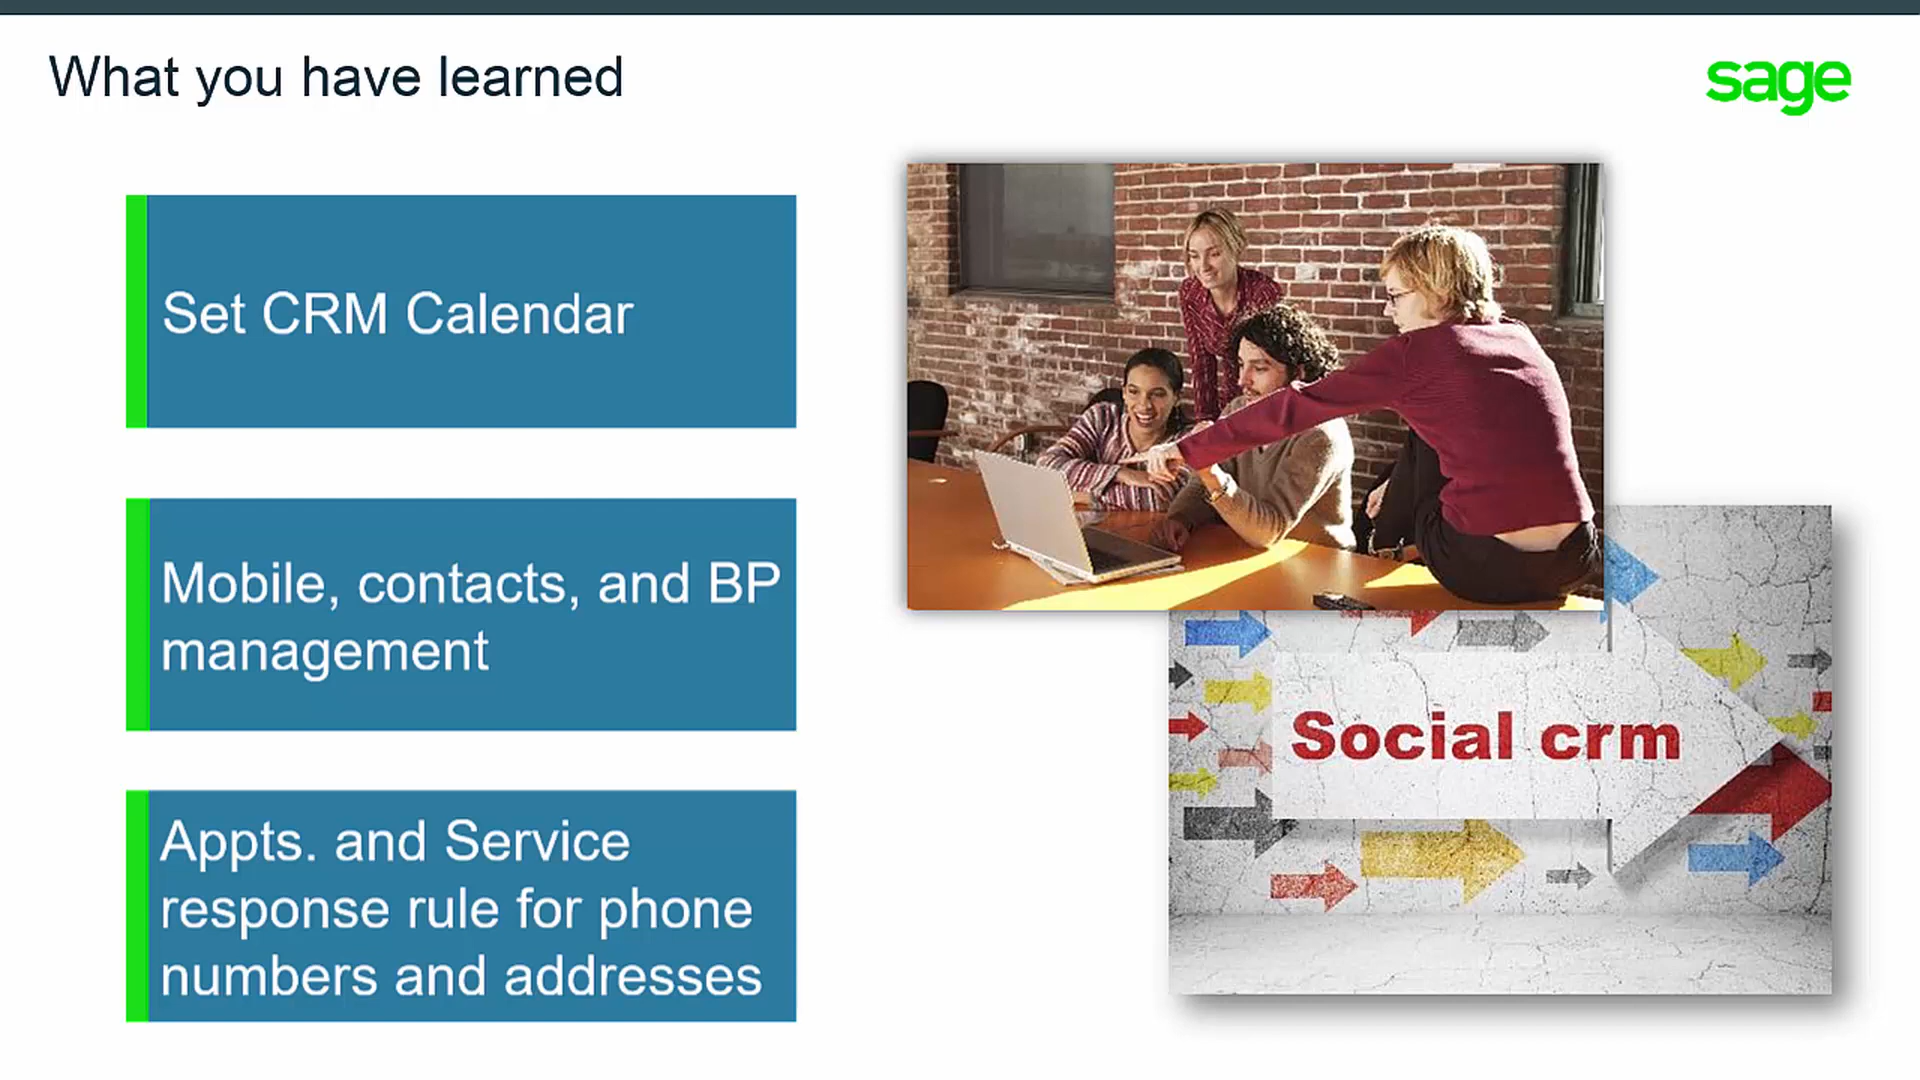 What you have learned
sage
Set CRM Calendar
Mobile, contacts, and BP
management
Appts. and Service
response rule for phone
numbers and addresses
Social crm